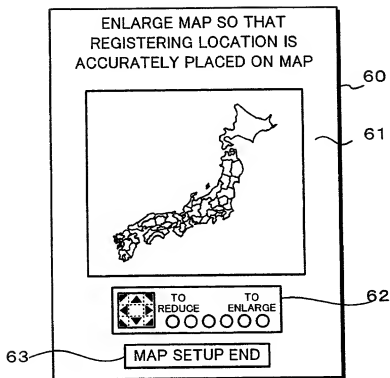 ENLARGE MAP SO THAT
REGISTERING LOCATION IS
ACCURATELY PLACED ON MAP
60
61
TO REDUCE
TO ENLARGE
62
63
MAP SETUP END